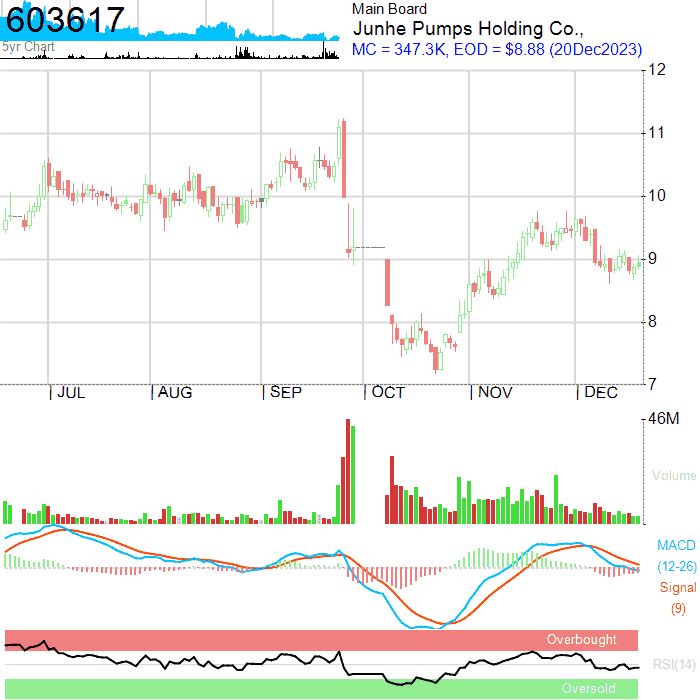 603617
5yr Chart
Main Board
Junhe Pumps Holding Co.,
MC = 347.3K, EOD = $8.88 (20Dec2023)
12
11
10
9
8
7
JUL
AUG
SEP
OCT
NOV
DEC
46M
Volume
MACD
(12-26)
Signal
(9)
Overbought
RSI(14)
Oversold